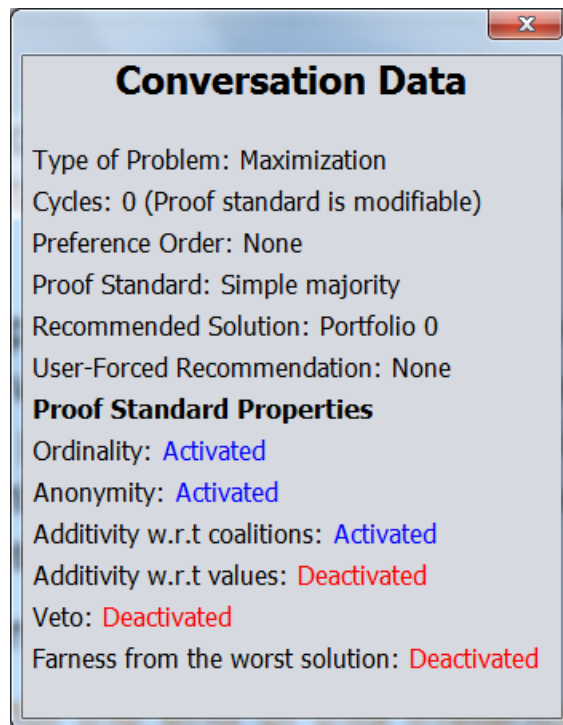 Conversation Data
Type of Problem: Maximization
Cycles: 0 (Proof standard is modifiable)
Preference Order: None
Proof Standard: Simple majority
Recommended Solution: Portfolio 0
User-Forced Recommendation: None
Proof Standard Properties
Ordinality: Activated
Anonymity: Activated
Additivity w.r.t coalitions: Activated
Additivity w.r.t values: Deactivated
Veto: Deactivated
Farness from the worst solution: Deactivated